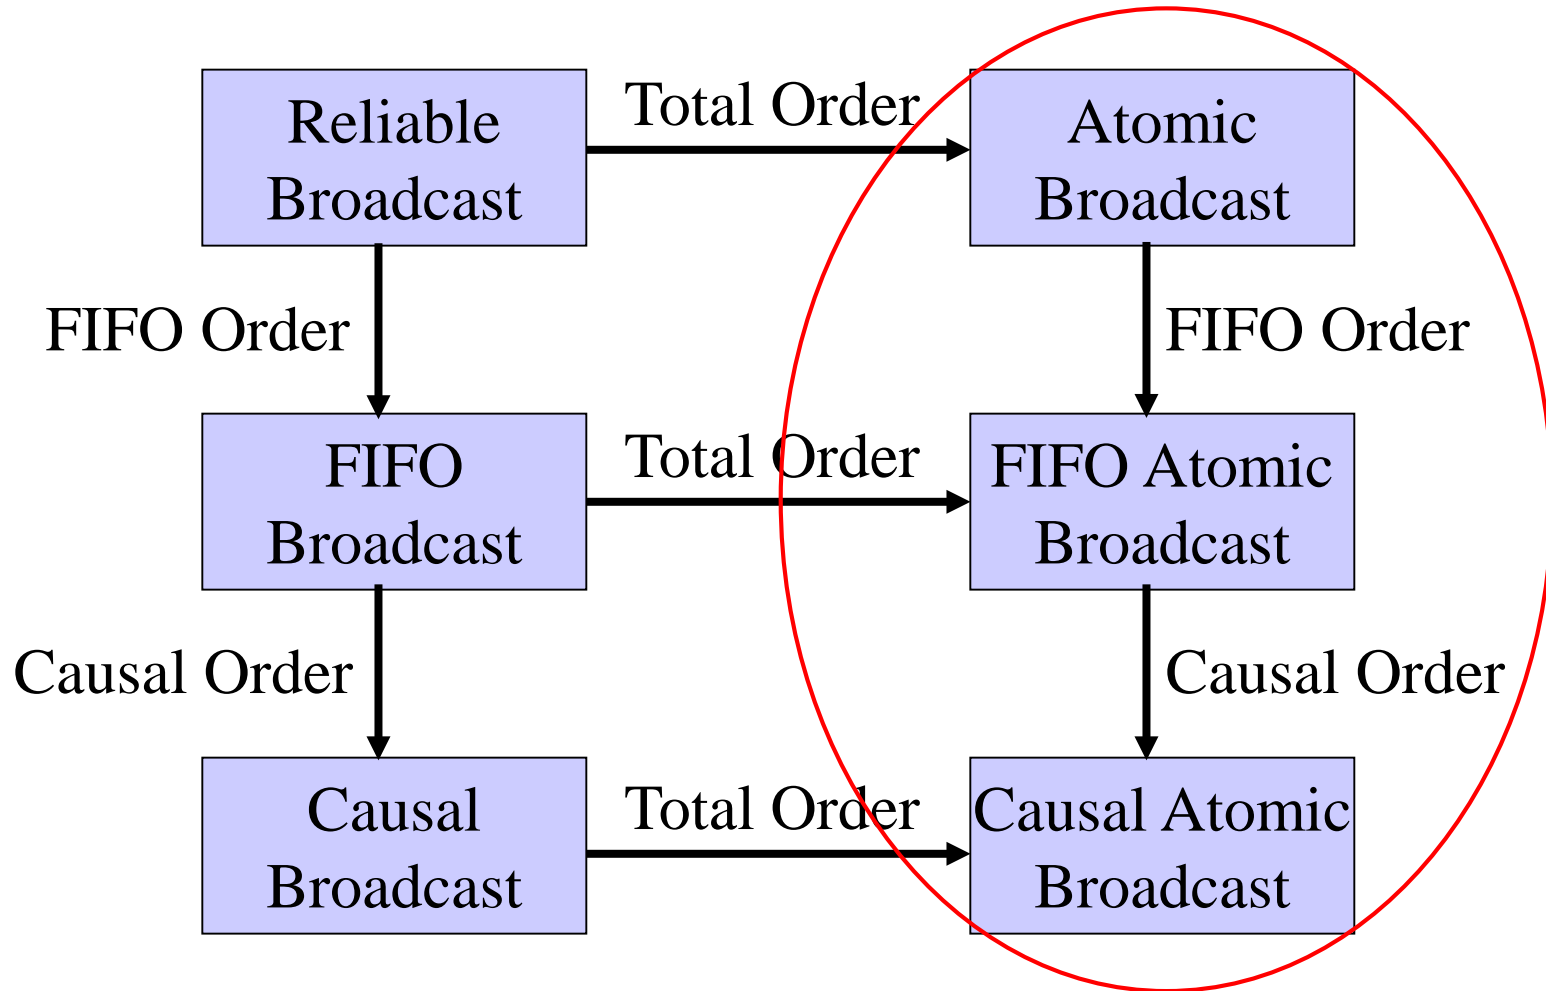 Reliable
Broadcast
Total Order
Atomic
Broadcast
FIFO Order
FIFO Order
FIFO
Broadcast
Total Order
FIFO Atomic
Broadcast
Causal Order
Causal Order
Causal
Broadcast
Total Order
Causal Atomic
Broadcast